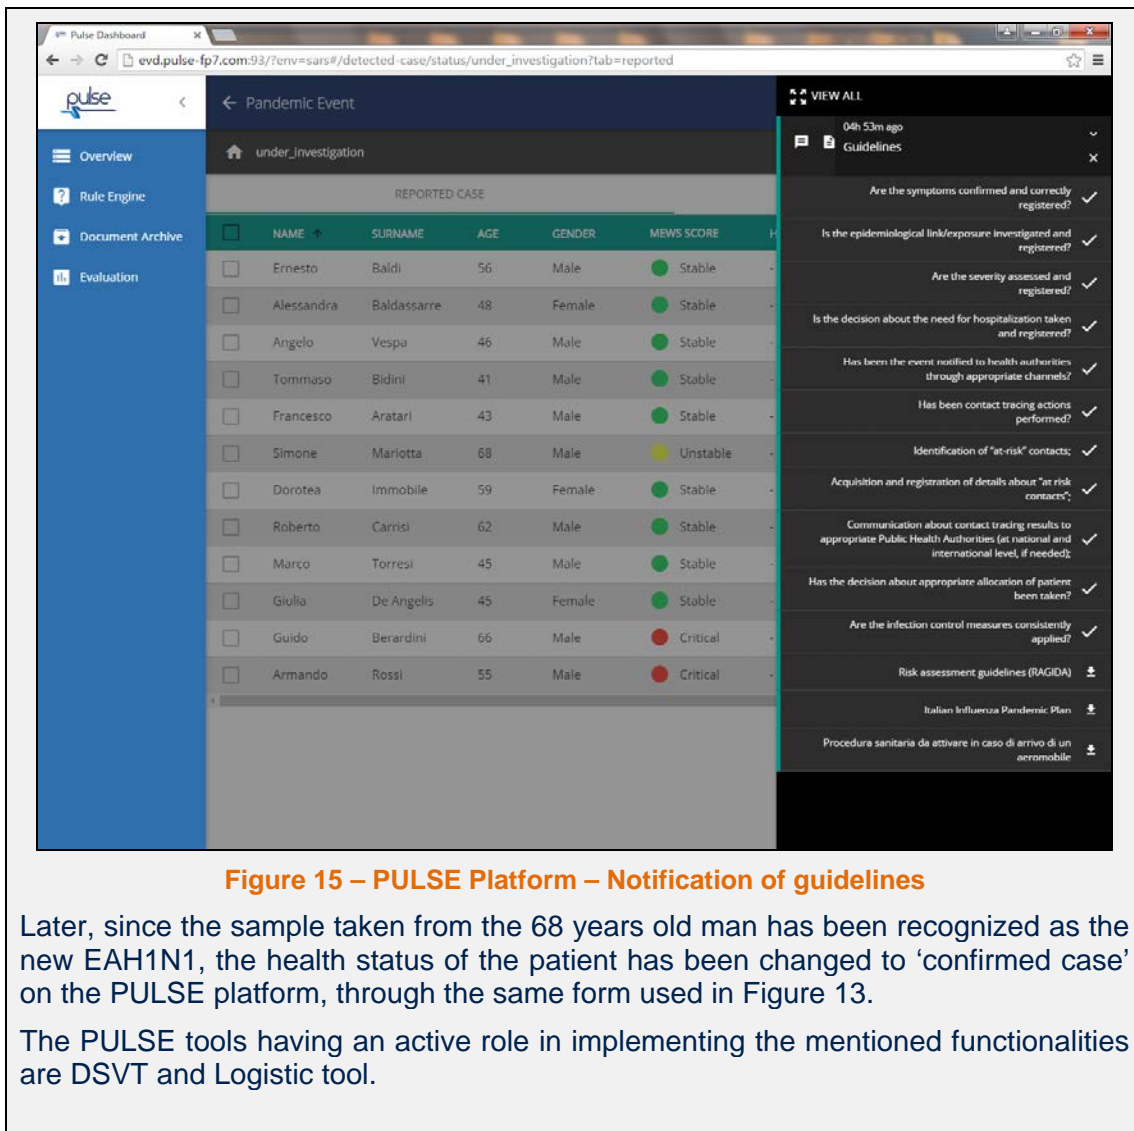 Pulse Dashboard
evd.pulse-fp7.com:93/?env=sars#/detected-case/status/under_investigation?tab=reported
pulse
Pandemic Event
VIEW ALL
04h 53m ago
Guidelines
Overview
Rule Engine
Document Archive
Evaluation
under_investigation
REPORTED CASE
NAME SURNAME AGE GENDER MEWS SCORE H
Ernesto Baldi 56 Male Stable -
Alessandra Baldassarre 48 Female Stable -
Angelo Vespa 46 Male Stable -
Tommaso Bidini 41 Male Stable -
Francesco Aratari 43 Male Stable -
Simone Mariotta 68 Male Unstable -
Dorotea Immobile 59 Female Stable -
Roberto Carrisi 62 Male Stable -
Marco Torresi 45 Male Stable -
Giulia De Angelis 45 Female Stable -
Guido Berardini 66 Male Critical -
Armando Rossi 55 Male Critical -
Are the symptoms confirmed and correctly
registered?
Is the epidemiological link/exposure investigated and
registered?
Are the severity assessed and
registered?
Is the decision about the need for hospitalization taken
and registered?
Has been the event notified to health authorities
through appropriate channels?
Has been contact tracing actions
performed?
Identification of "at-risk" contacts;
Acquisition and registration of details about "at risk
contacts";
Communication about contact tracing results to
appropriate Public Health Authorities (at national and
international level, if needed);
Has the decision about appropriate allocation of patient
been taken?
Are the infection control measures consistently
applied?
Risk assessment guidelines (RAGIDA)
Italian Influenza Pandemic Plan
Procedura sanitaria da attivare in caso di arrivo di un
aeromobile
Figure 15 – PULSE Platform – Notification of guidelines
Later, since the sample taken from the 68 years old man has been recognized as the
new EAH1N1, the health status of the patient has been changed to ‘confirmed case’
on the PULSE platform, through the same form used in Figure 13.
The PULSE tools having an active role in implementing the mentioned functionalities
are DSVT and Logistic tool.